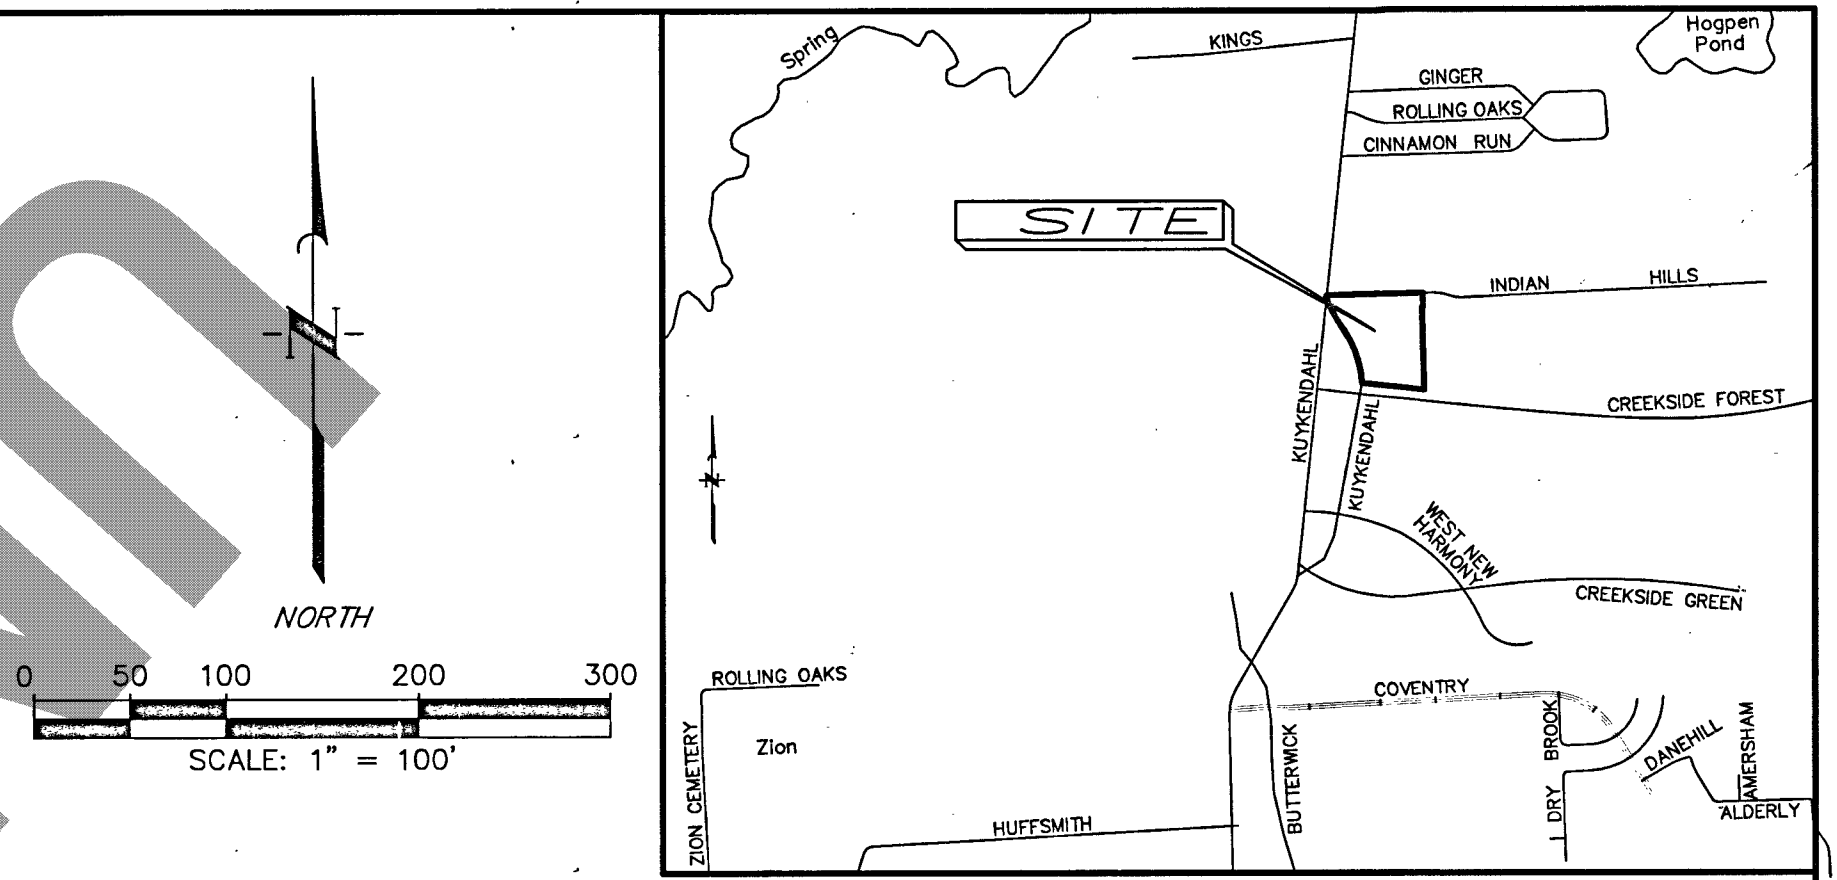 NORTH
0 50 100 200 300
SCALE: 1" = 100'
Spring
KINGS
Hogpen
Pond
GINGER
ROLLING OAKS
CINNAMON RUN
SITE
INDIAN HILLS
KUYKENDAHL
KUYKENDAHL
CREEKSIDE FOREST
N
WEST NEW
HARMONY
CREEKSIDE GREEN
ROLLING OAKS
ZION CEMETERY
Zion
COVENTRY
BUTTERWICK
DRY BROOK
DANEHILL
AMERSHAM
ALDERLY
HUFFSMITH